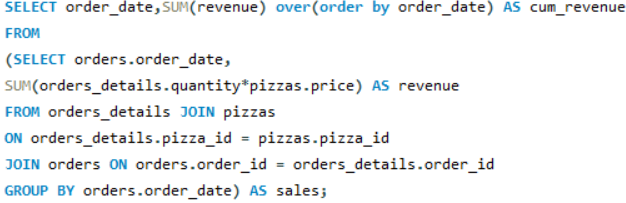 SELECT order_date,SUM(revenue) over(order by order_date) AS cum_revenue
FROM
(SELECT orders.order_date,
SUM(orders_details.quantity*pizzas.price) AS revenue
FROM orders_details JOIN pizzas
ON orders_details.pizza_id = pizzas.pizza_id
JOIN orders ON orders.order_id = orders_details.order_id
GROUP BY orders.order_date) AS sales;